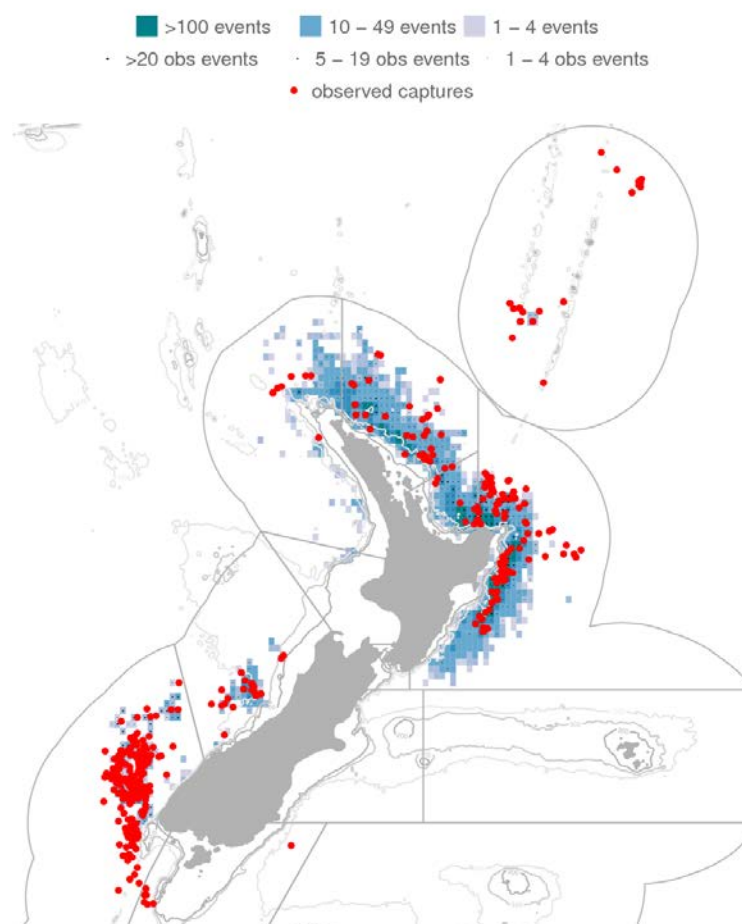 >100 events 10 − 49 events 1 − 4 events
>20 obs events 5 − 19 obs events 1 − 4 obs events
observed captures